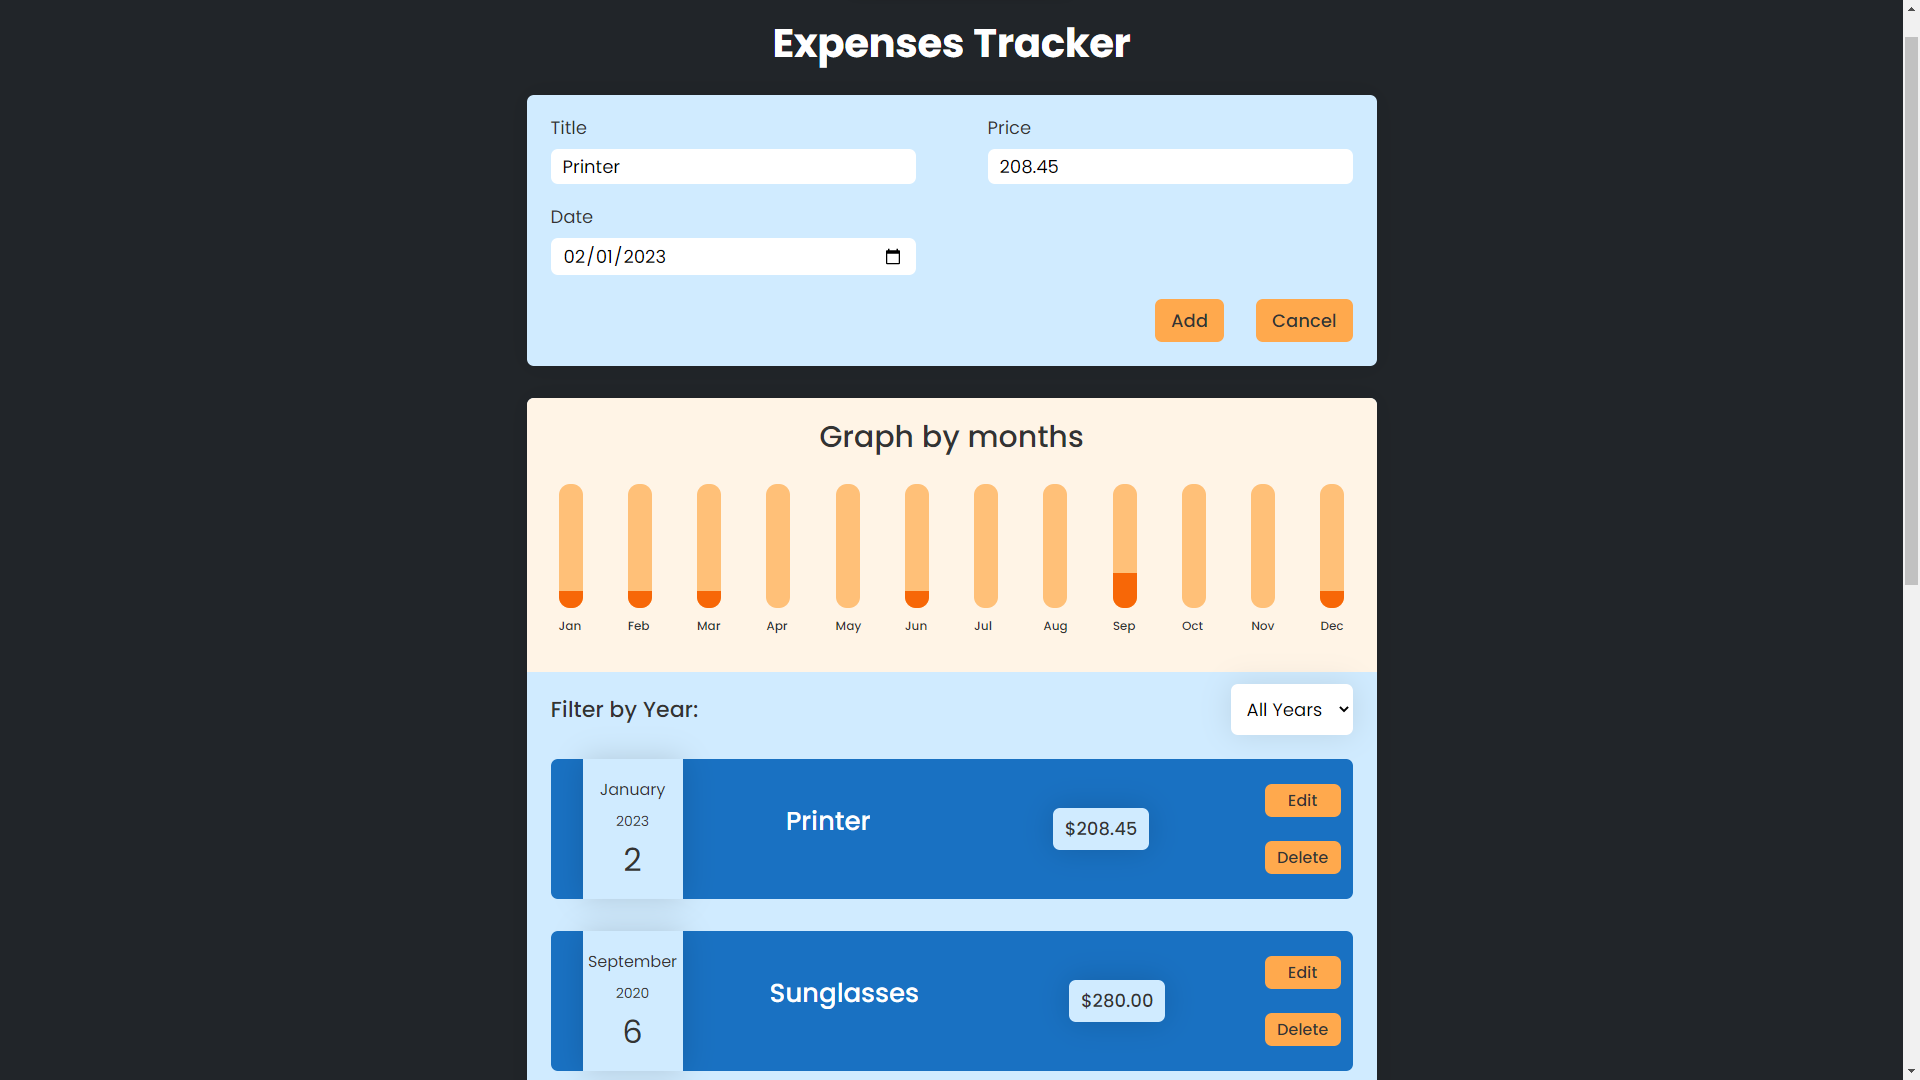 Expenses Tracker
Title
Price
Printer
208.45
Date
02/01/2023
Add
Cancel
Graph by months
Jan Feb Mar Apr May Jun Jul Aug Sep Oct Nov Dec
Filter by Year:
All Years
January
2023
2
Printer
$208.45
Edit
Delete
September
2020
6
Sunglasses
$280.00
Edit
Delete